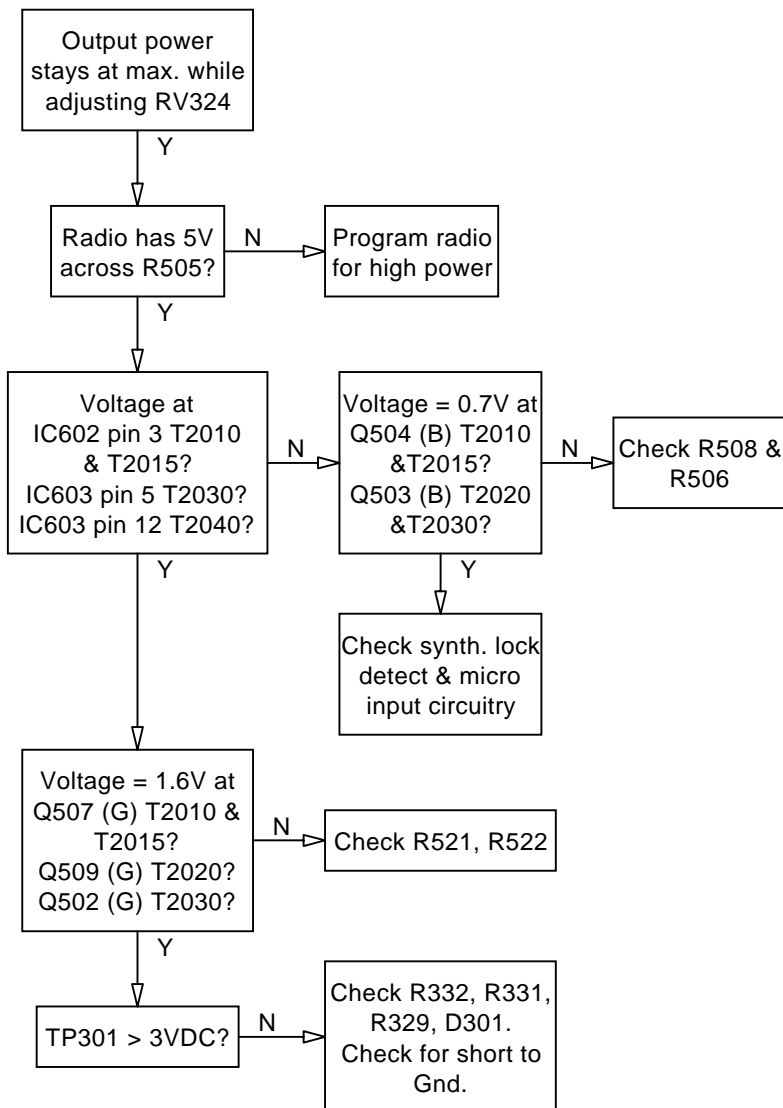 Output power
stays at max. while
adjusting RV324
Y
Radio has 5V
across R505?
N
Program radio
for high power
Y
Voltage at
IC602 pin 3 T2010
& T2015?
IC603 pin 5 T2030?
IC603 pin 12 T2040?
N
Voltage = 0.7V at
Q504 (B) T2010
&T2015?
Q503 (B) T2020
&T2030?
N
Check R508 &
R506
Y
Y
Check synth. lock
detect & micro
input circuitry
Voltage = 1.6V at
Q507 (G) T2010 &
T2015?
Q509 (G) T2020?
Q502 (G) T2030?
N
Check R521, R522
Y
TP301 > 3VDC?
N
Check R332, R331,
R329, D301.
Check for short to
Gnd.